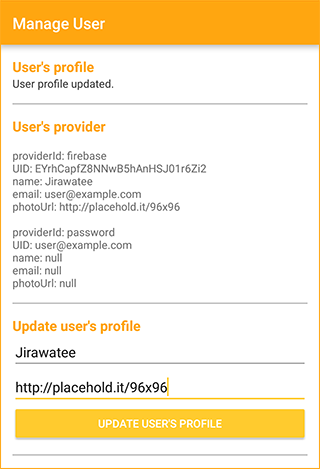 Manage User
User's profile
User profile updated.
User's provider
providerId: firebase
UID: EYrhCapfZ8NNwB5hAnHSJ01r6Zi2
name: Jirawatee
email: user@example.com
photoUrl: http://placehold.it/96x96
providerId: password
UID: user@example.com
name: null
email: null
photoUrl: null
Update user's profile
Jirawatee
http://placehold.it/96x96
UPDATE USER'S PROFILE